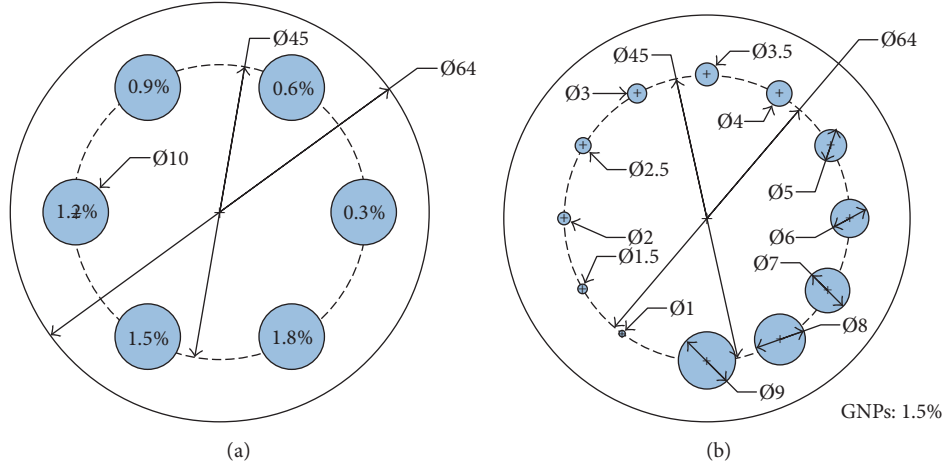 Ø45
Ø64
0.9%
0.6%
Ø10
1.2%
0.3%
1.5%
1.8%
(a)
Ø3.5
Ø64
Ø45
Ø3
Ø4
Ø2.5
Ø5
Ø2
Ø6
Ø1.5
Ø7
Ø1
Ø8
Ø9
GNPs: 1.5%
(b)